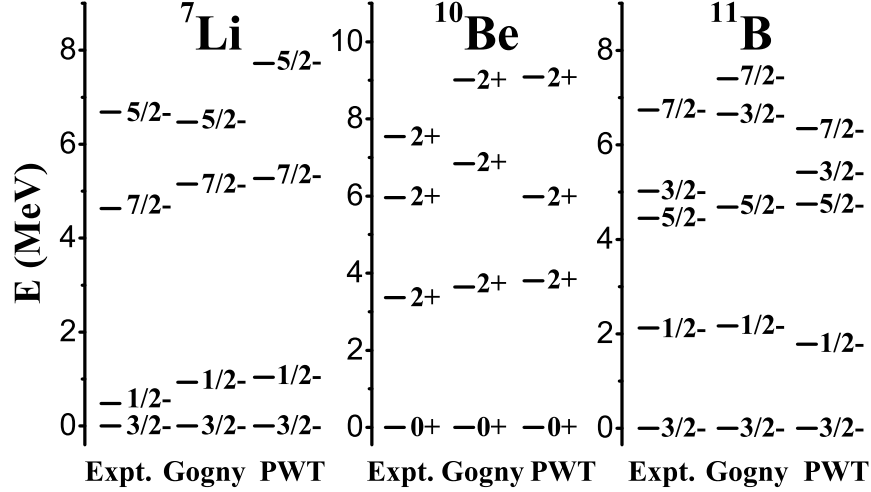 7Li 10Be 11B
E (MeV)
8
6
4
2
0
5/2- 5/2- 5/2-
7/2- 7/2- 7/2-
1/2- 1/2- 1/2-
3/2- 3/2- 3/2-
Expt. Gogny PWT
10
8
6
4
2
0
2+ 2+ 2+
2+ 2+ 2+
2+ 2+ 2+
0+ 0+ 0+
Expt. Gogny PWT
8
6
4
2
0
7/2- 7/2- 7/2-
3/2- 3/2- 3/2-
5/2- 5/2- 5/2-
1/2- 1/2- 1/2-
3/2- 3/2- 3/2-
Expt. Gogny PWT